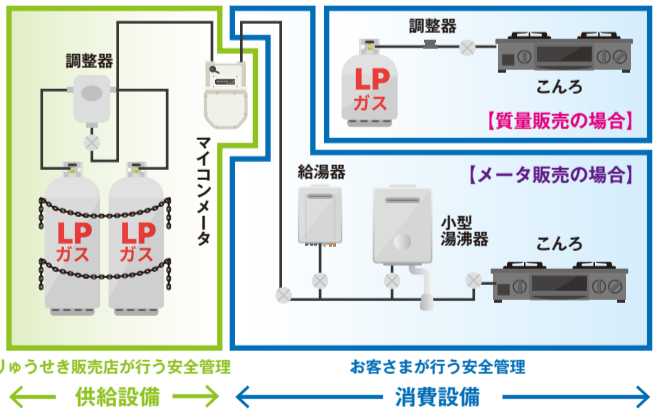 調整器
LP
ガス
LP
ガス
マイコンメータ
調整器
LP
ガス
こんろ
【質量販売の場合】
【メータ販売の場合】
給湯器
小型
湯沸器
こんろ
りゅうせき販売店が行う安全管理
供給設備
お客さまが行う安全管理
消費設備